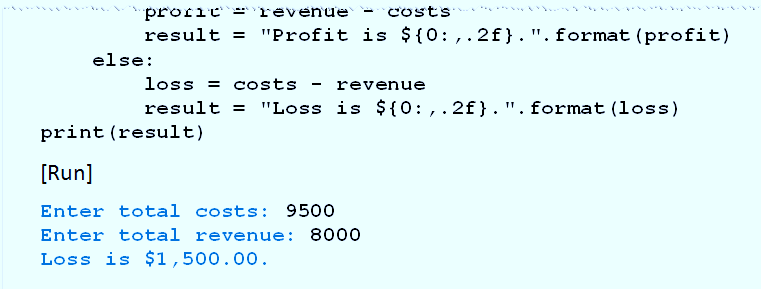 profit = revenue - costs
result = "Profit is ${0:,.2f}.".format(profit)
else:
loss = costs - revenue
result = "Loss is ${0:,.2f}.".format(loss)
print(result)
[Run]
Enter total costs: 9500
Enter total revenue: 8000
Loss is $1,500.00.